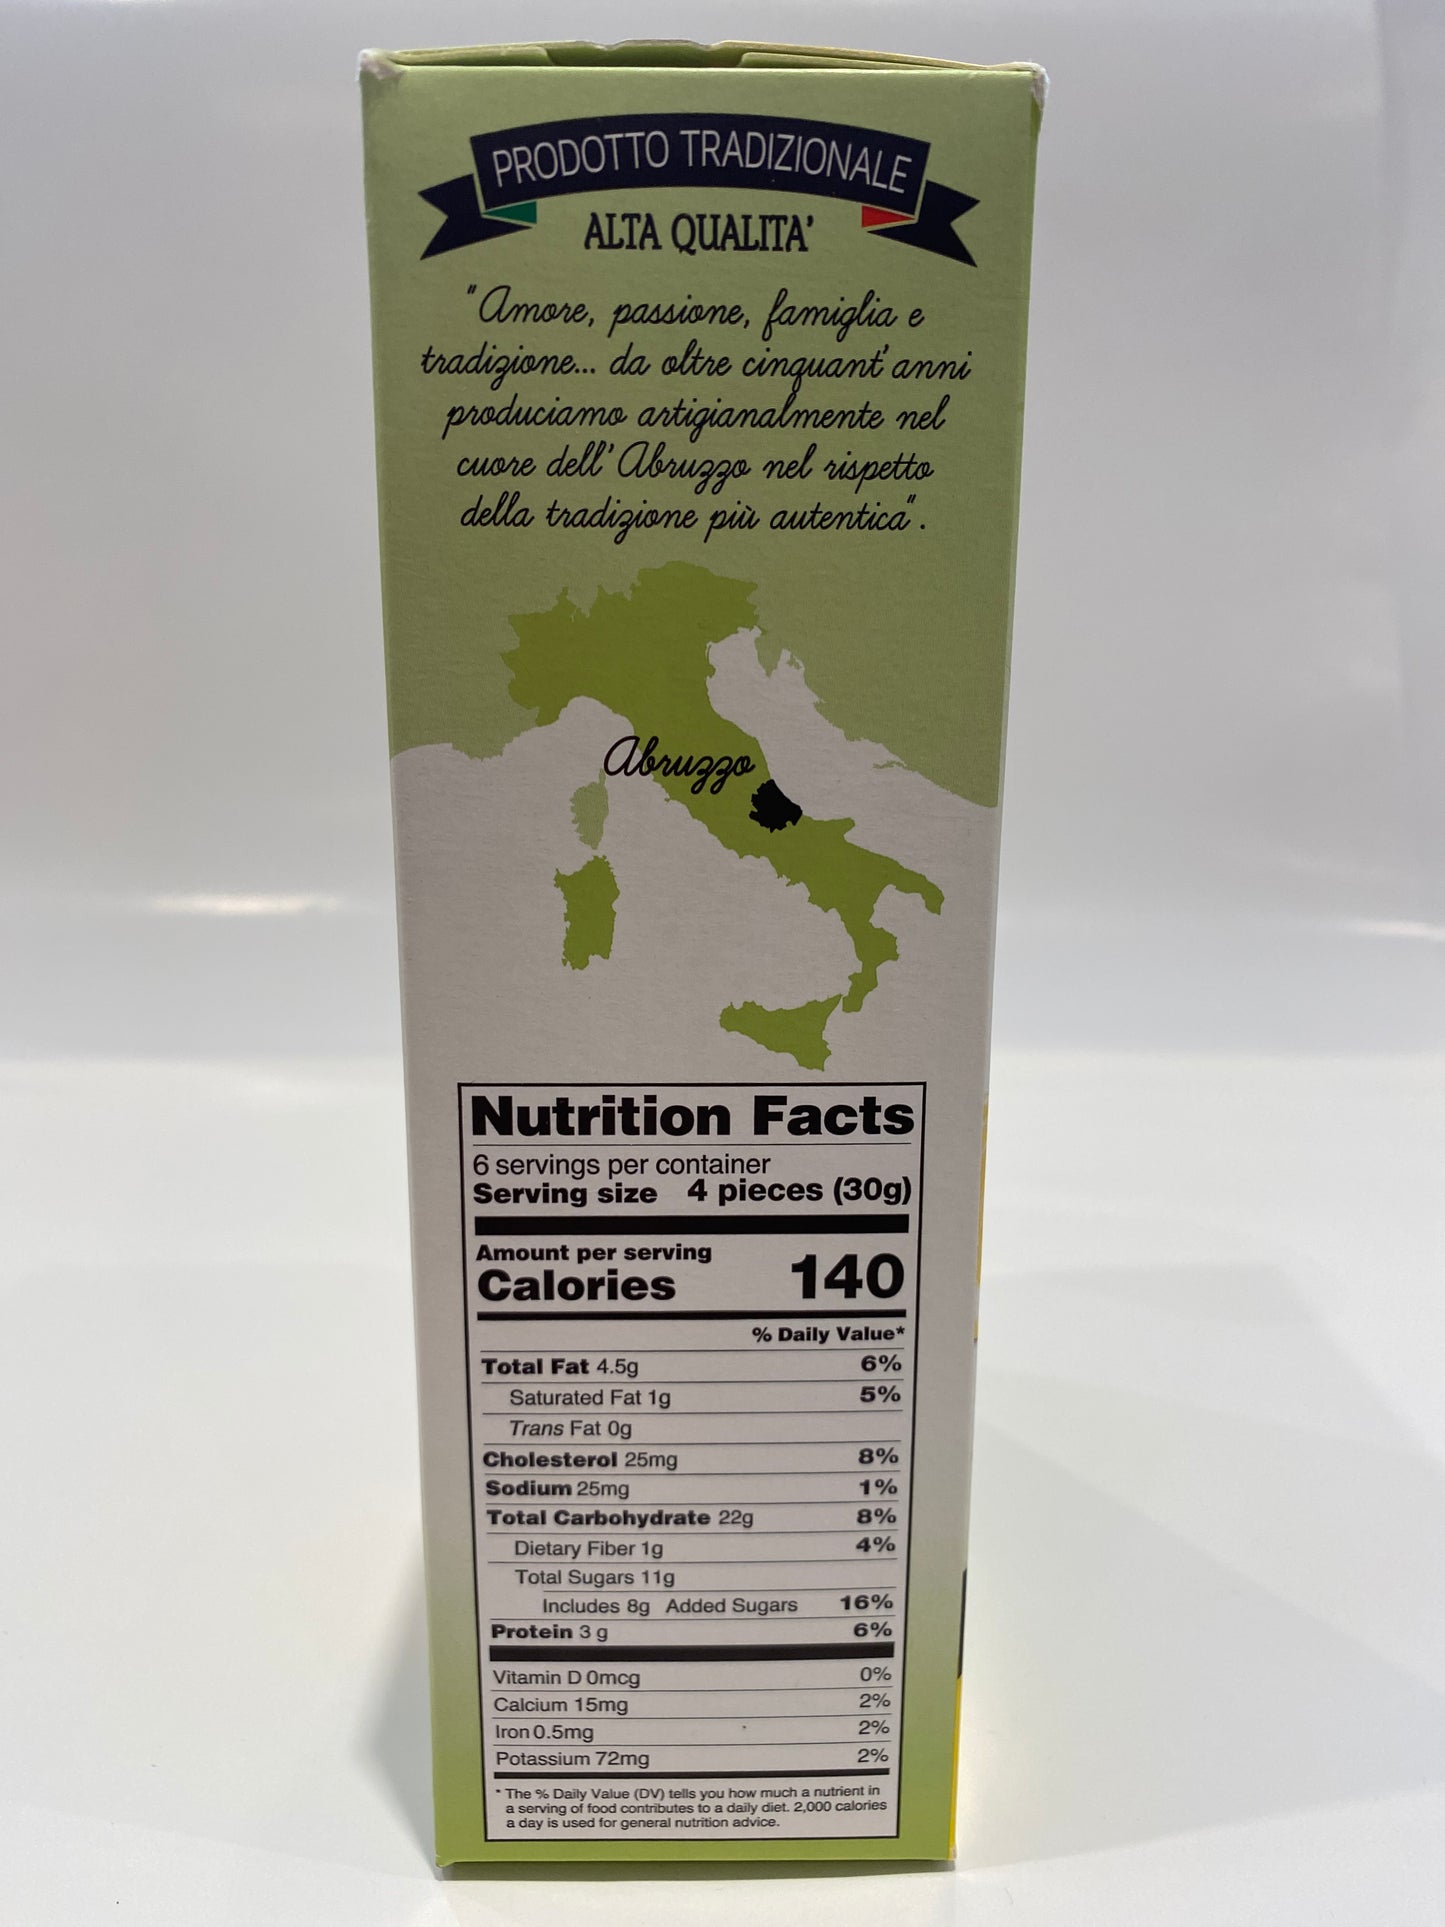 PRODOTTO TRADIZIONALE
ALTA QUALITA'
"Amore, passione, famiglia e
tradizione... da oltre cinquant'anni
produciamo artigianalmente nel
cuore dell'Abruzzo nel rispetto
della tradizione più autentica".
Abruzzo
Nutrition Facts
6 servings per container
Serving size 4 pieces (30g)
Amount per serving
Calories 140
% Daily Value*
Total Fat 4.5g 6%
Saturated Fat 1g 5%
Trans Fat 0g
Cholesterol 25mg 8%
Sodium 25mg 1%
Total Carbohydrate 22g 8%
Dietary Fiber 1g 4%
Total Sugars 11g
Includes 8g Added Sugars 16%
Protein 3 g 6%
Vitamin D 0mcg 0%
Calcium 15mg 2%
Iron 0.5mg 2%
Potassium 72mg 2%
* The % Daily Value (DV) tells you how much a nutrient in
a serving of food contributes to a daily diet. 2,000 calories
a day is used for general nutrition advice.